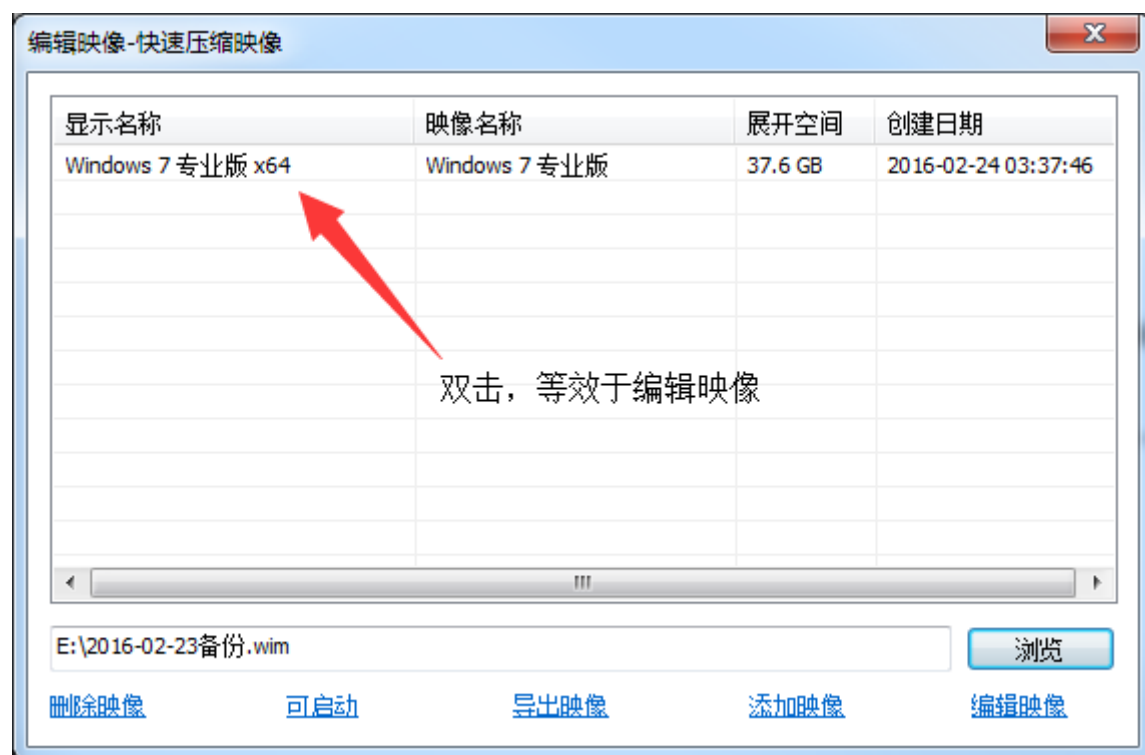 编辑映像-快速压缩映像
显示名称 映像名称 展开空间 创建日期
Windows 7 专业版 x64 Windows 7 专业版 37.6 GB 2016-02-24 03:37:46
双击，等效于编辑映像
E:\2016-02-23备份.wim 浏览
删除映像 可启动 导出映像 添加映像 编辑映像